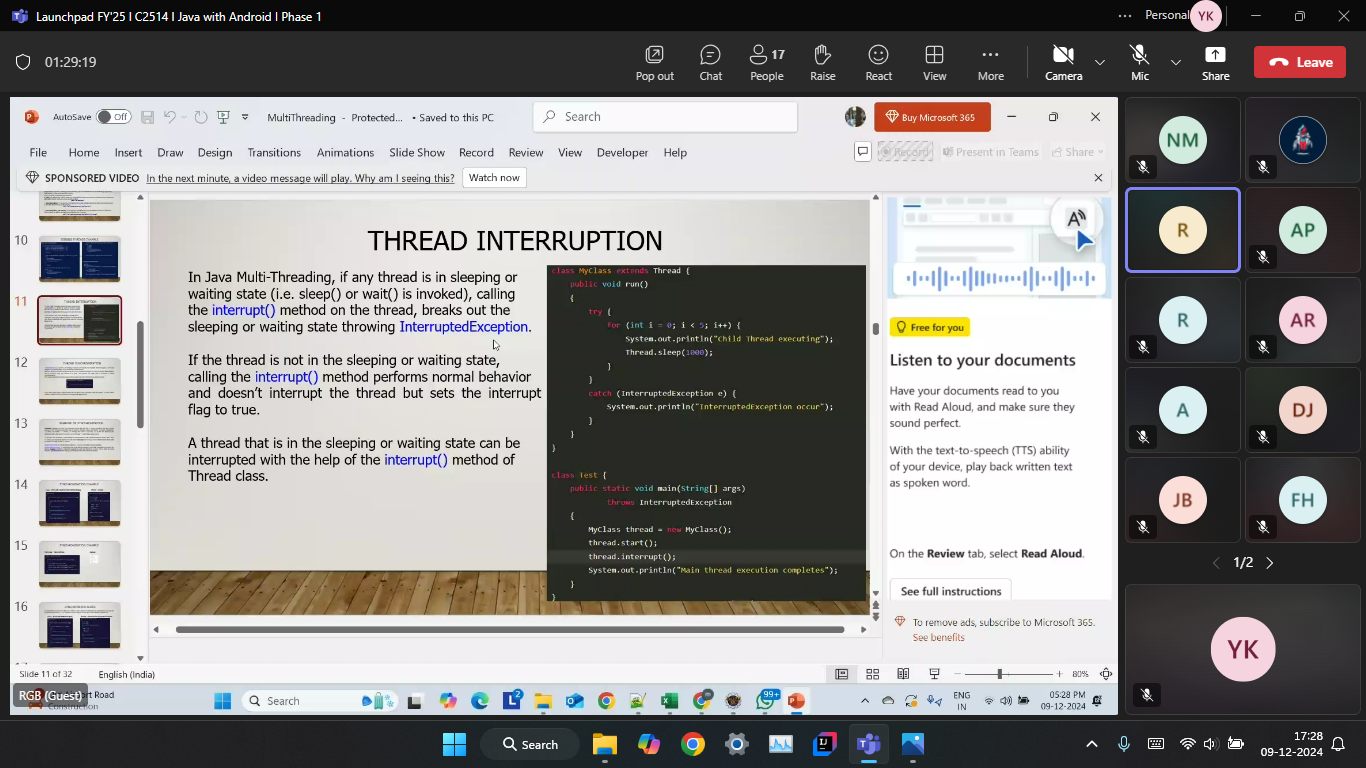 Launchpad FY'25 | C2514 | Java with Android | Phase 1
Personal
YK
01:29:19
Pop out
Chat
17
People
Raise
React
View
More
Camera
Mic
Share
Leave
AutoSave
Off
MultiThreading - Protected... • Saved to this PC
Search
Buy Microsoft 365
File Home Insert Draw Design Transitions Animations Slide Show Record Review View Developer Help
Record
Present in Teams
Share
SPONSORED VIDEO In the next minute, a video message will play. Why am I seeing this? Watch now
10
11
12
13
14
15
16
THREAD INTERRUPTION
In Java Multi-Threading, if any thread is in sleeping or
waiting state (i.e. sleep() or wait() is invoked), calling
the interrupt() method on the thread, breaks out the
sleeping or waiting state throwing InterruptedException.
If the thread is not in the sleeping or waiting state,
calling the interrupt() method performs normal behavior
and doesn't interrupt the thread but sets the interrupt
flag to true.
A thread that is in the sleeping or waiting state can be
interrupted with the help of the interrupt() method of
Thread class.
class MyClass extends Thread {
public void run()
{
try {
for (int i = 0; i < 5; i++) {
System.out.println("Child Thread executing");
Thread.sleep(1000);
}
}
catch (InterruptedException e) {
System.out.println("InterruptedException occur");
}
}
}
class Test {
public static void main(String[] args)
throws InterruptedException
{
MyClass thread = new MyClass();
thread.start();
thread.interrupt();
System.out.println("Main thread execution completes");
}
}
Free for you
Listen to your documents
Have your documents read to you
with Read Aloud, and make sure they
sound perfect.
With the text-to-speech (TTS) ability
of your device, play back written text
as spoken word.
On the Review tab, select Read Aloud.
See full instructions
To remove ads, subscribe to Microsoft 365.
See benefits
Slide 11 of 32
English (India)
80%
RGB (Guest)
ort Road
Construction
Search
2
99+
ENG
IN
05:28 PM
09-12-2024
NM
R
AP
R
AR
A
DJ
JB
FH
1/2
YK
Search
17:28
09-12-2024